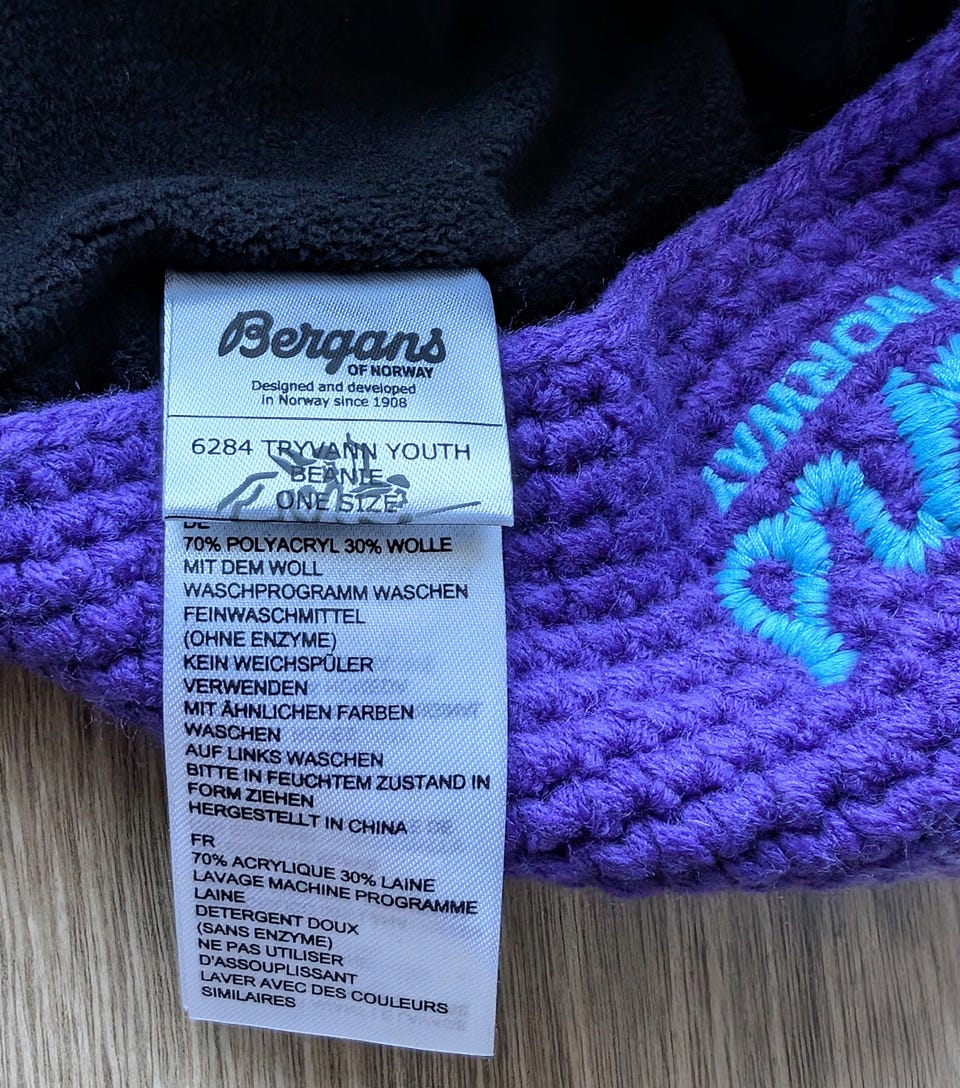 Bergans
OF NORWAY
Designed and developed
in Norway since 1908
6284 TRYVANN YOUTH
BEANIE
ONE SIZE
DE
70% POLYACRYL 30% WOLLE
MIT DEM WOLL
WASCHPROGRAMM WASCHEN
FEINWASCHMITTEL
(OHNE ENZYME)
KEIN WEICHSPÜLER
VERWENDEN
MIT ÄHNLICHEN FARBEN
WASCHEN
AUF LINKS WASCHEN
BITTE IN FEUCHTEM ZUSTAND IN
FORM ZIEHEN
HERGESTELLT IN CHINA
FR
70% ACRYLIQUE 30% LAINE
LAVAGE MACHINE PROGRAMME
LAINE
DETERGENT DOUX
(SANS ENZYME)
NE PAS UTILISER
D'ASSOUPLISSANT
LAVER AVEC DES COULEURS
SIMILAIRES